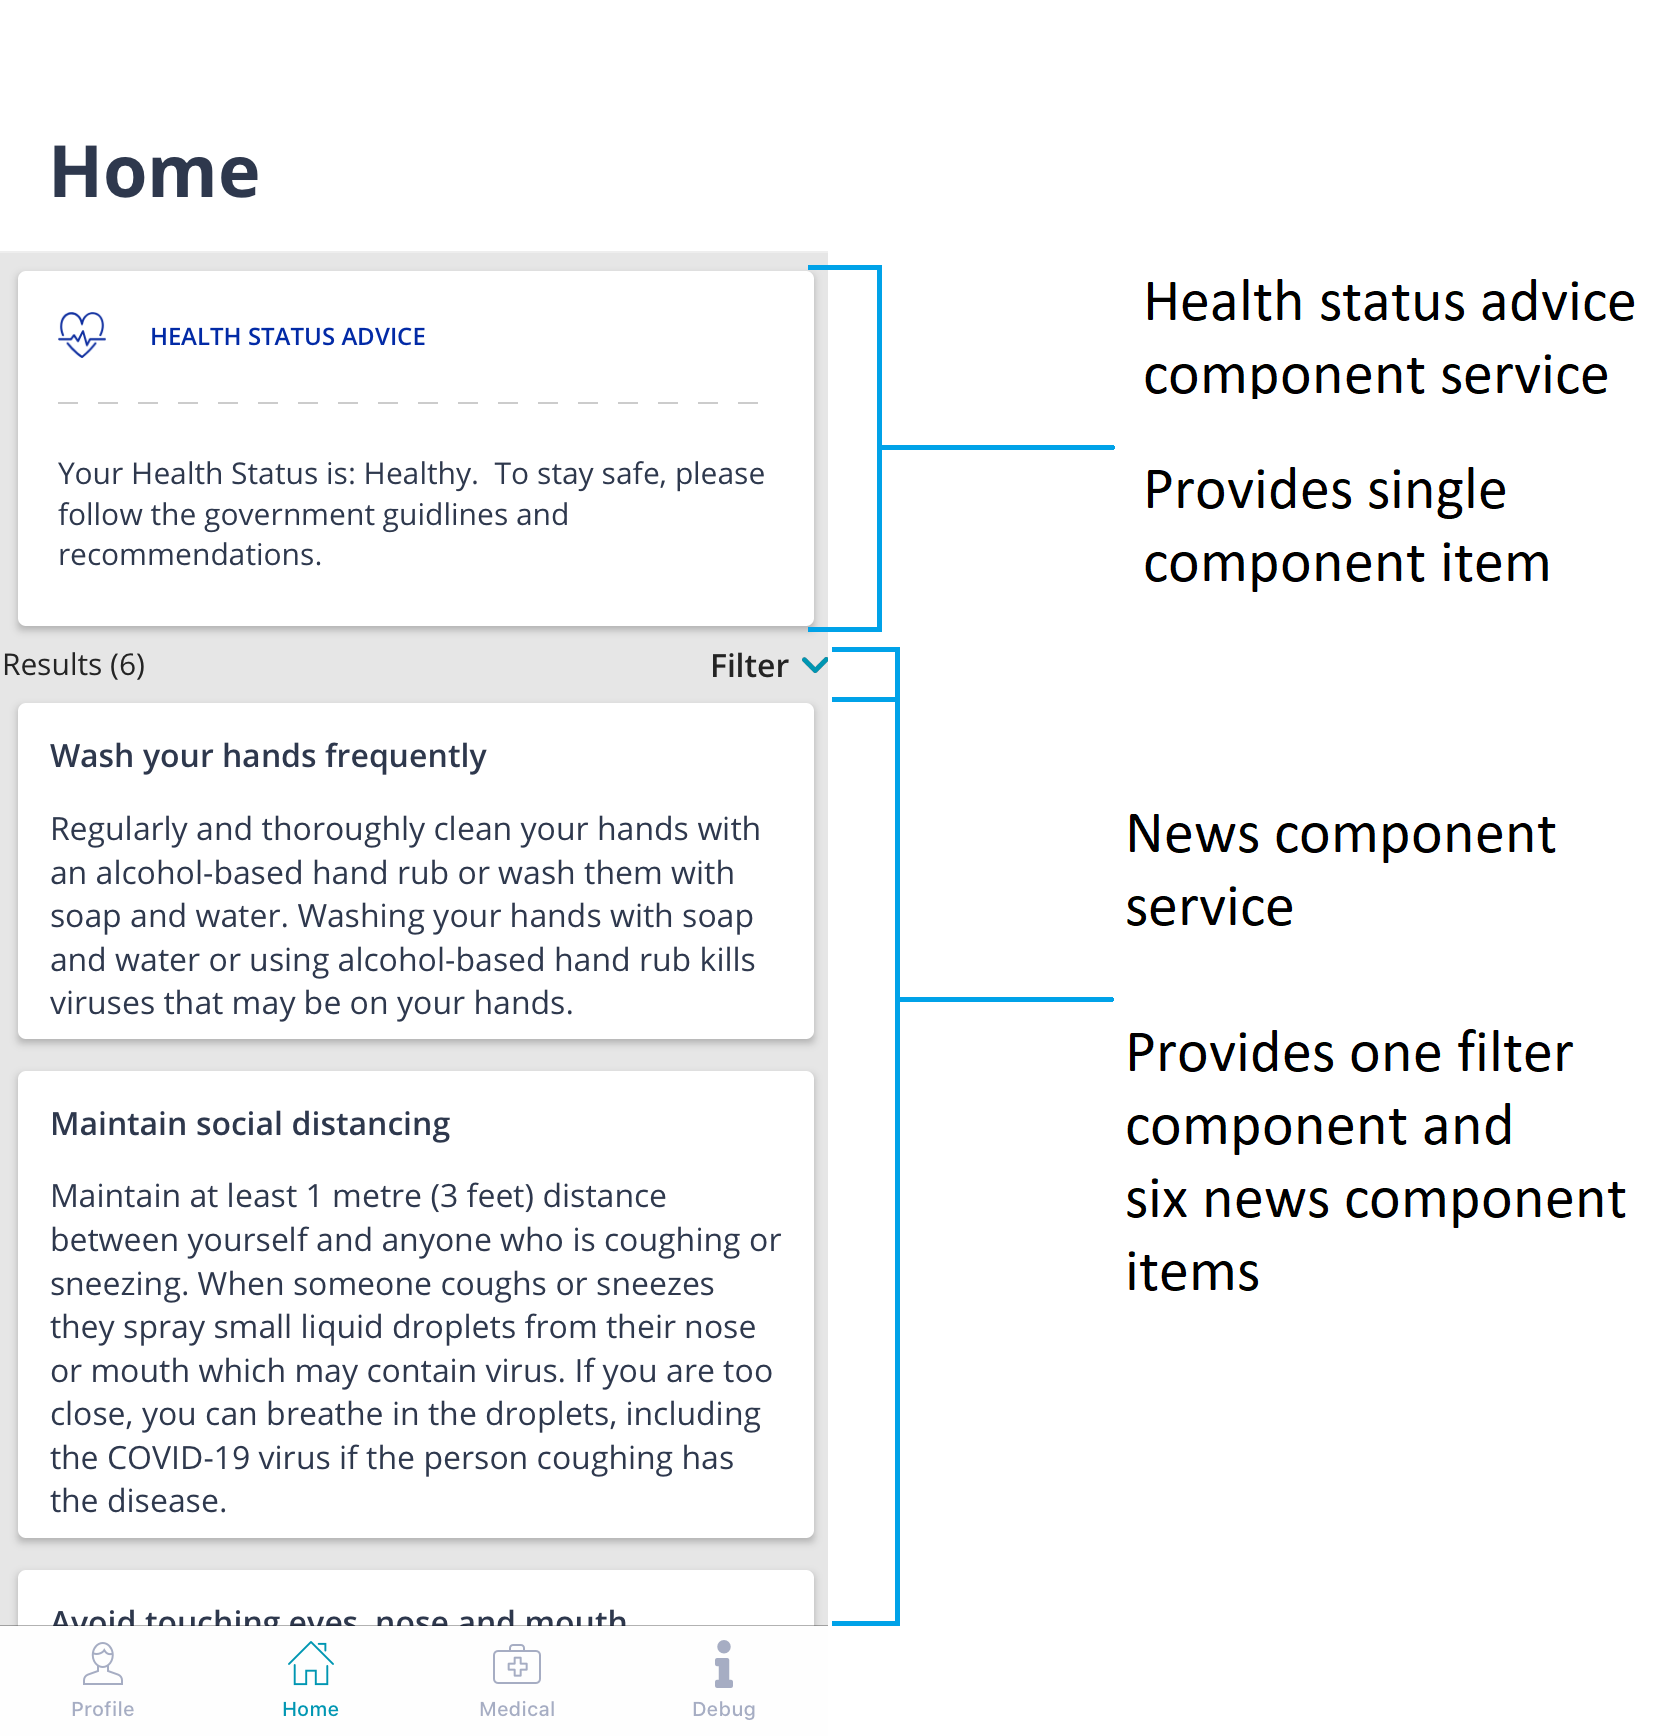 Home
HEALTH STATUS ADVICE
Your Health Status is: Healthy.  To stay safe, please
follow the government guidlines and
recommendations.
Health status advice
component service
Provides single
component item
Results (6)
Filter
Wash your hands frequently
Regularly and thoroughly clean your hands with
an alcohol-based hand rub or wash them with
soap and water. Washing your hands with soap
and water or using alcohol-based hand rub kills
viruses that may be on your hands.
Maintain social distancing
Maintain at least 1 metre (3 feet) distance
between yourself and anyone who is coughing or
sneezing. When someone coughs or sneezes
they spray small liquid droplets from their nose
or mouth which may contain virus. If you are too
close, you can breathe in the droplets, including
the COVID-19 virus if the person coughing has
the disease.
Avoid touching eyes, nose and mouth
News component
service
Provides one filter
component and
six news component
items
Profile
Home
Medical
Debug